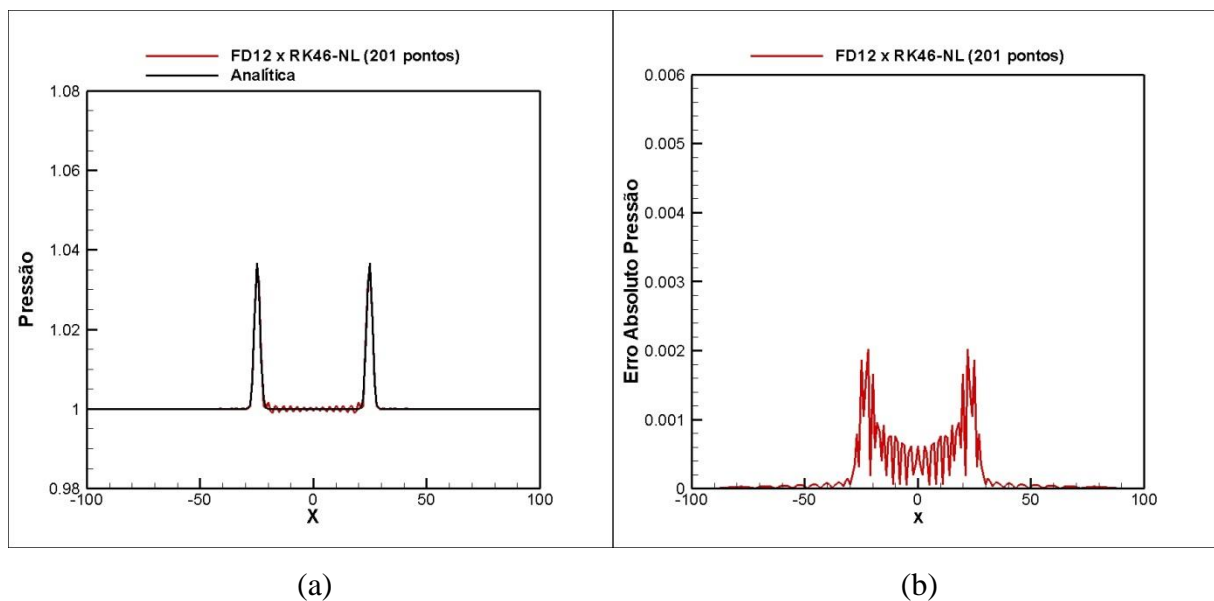 FD12 x RK46-NL (201 pontos)
Analítica
1.08
1.06
1.04
1.02
1
0.98
-100
-50
0
50
100
X
Pressão
FD12 x RK46-NL (201 pontos)
0.006
0.005
0.004
0.003
0.002
0.001
0
-100
-50
0
50
100
x
Erro Absoluto Pressão
(a)
(b)